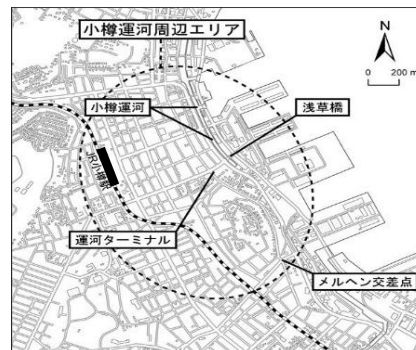 小樽運河周辺エリア
N
0 200 m
小樽運河
浅草橋
JR小樽駅
運河ターミナル
メルヘン交差点